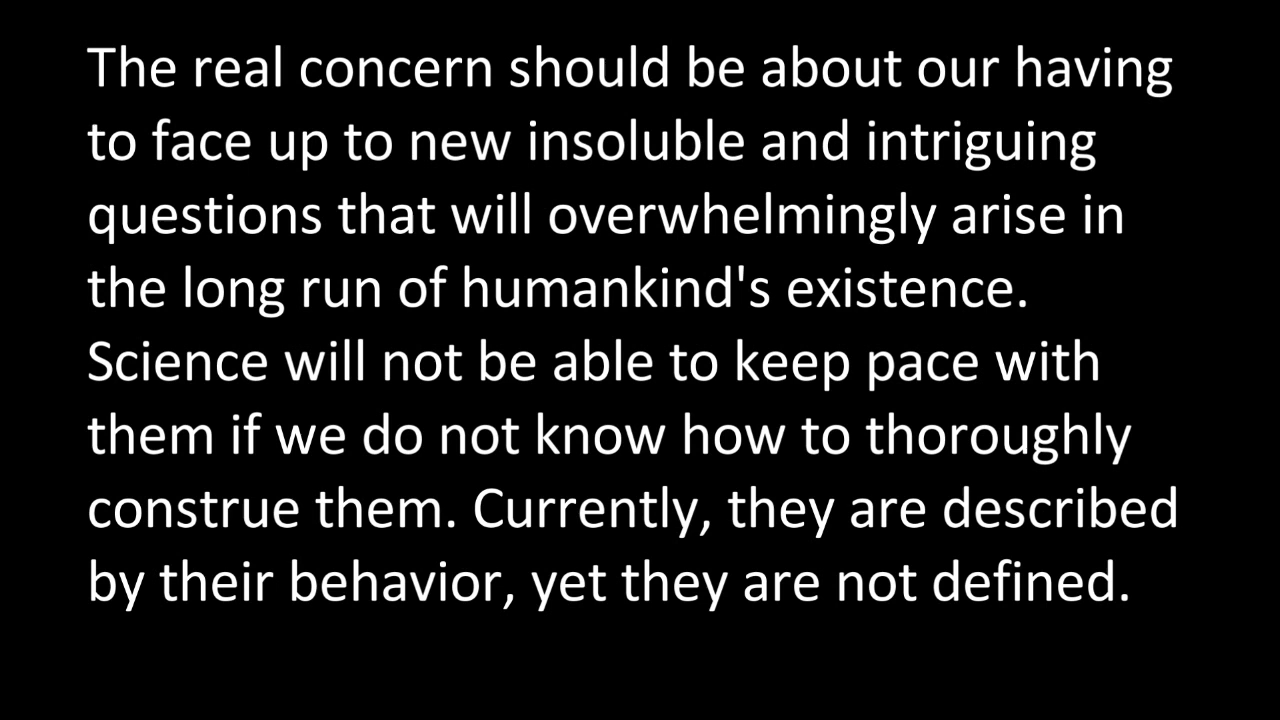 The real concern should be about our having
to face up to new insoluble and intriguing
questions that will overwhelmingly arise in
the long run of humankind's existence.
Science will not be able to keep pace with
them if we do not know how to thoroughly
construe them. Currently, they are described
by their behavior, yet they are not defined.